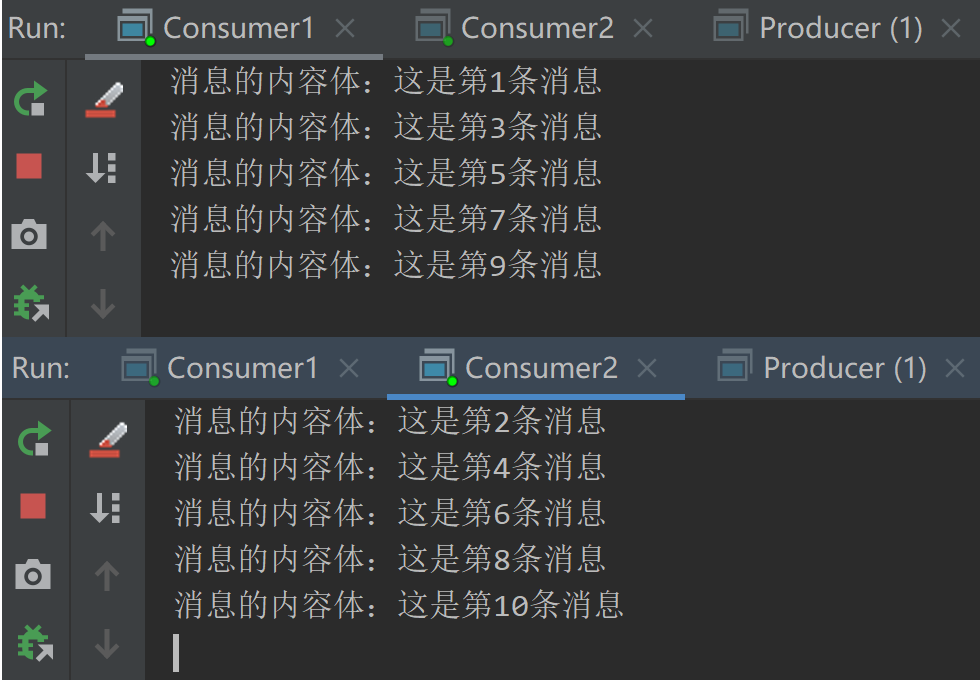 Run: Consumer1 Consumer2 Producer (1)
消息的内容体：这是第1条消息
消息的内容体：这是第3条消息
消息的内容体：这是第5条消息
消息的内容体：这是第7条消息
消息的内容体：这是第9条消息
Run: Consumer1 Consumer2 Producer (1)
消息的内容体：这是第2条消息
消息的内容体：这是第4条消息
消息的内容体：这是第6条消息
消息的内容体：这是第8条消息
消息的内容体：这是第10条消息